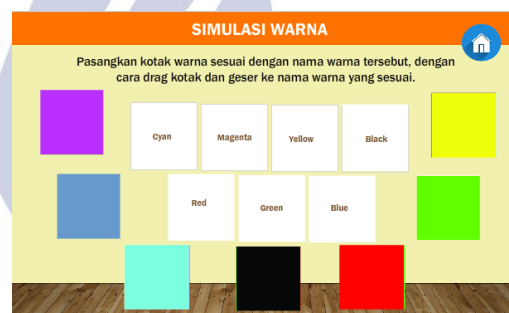 SIMULASI WARNA
Pasangkan kotak warna sesuai dengan nama warna tersebut, dengan
cara drag kotak dan geser ke nama warna yang sesuai.
Cyan
Magenta
Yellow
Black
Red
Green
Blue